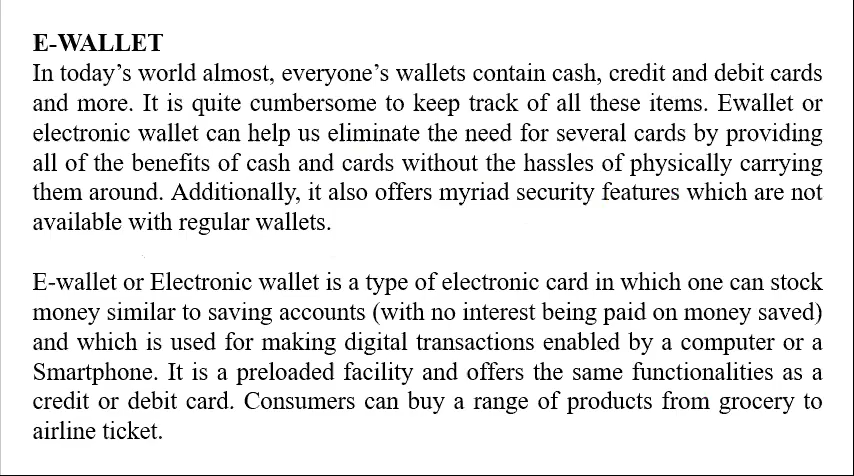 E-WALLET
In today’s world almost, everyone’s wallets contain cash, credit and debit cards
and more. It is quite cumbersome to keep track of all these items. Ewallet or
electronic wallet can help us eliminate the need for several cards by providing
all of the benefits of cash and cards without the hassles of physically carrying
them around. Additionally, it also offers myriad security features which are not
available with regular wallets.
E-wallet or Electronic wallet is a type of electronic card in which one can stock
money similar to saving accounts (with no interest being paid on money saved)
and which is used for making digital transactions enabled by a computer or a
Smartphone. It is a preloaded facility and offers the same functionalities as a
credit or debit card. Consumers can buy a range of products from grocery to
airline ticket.